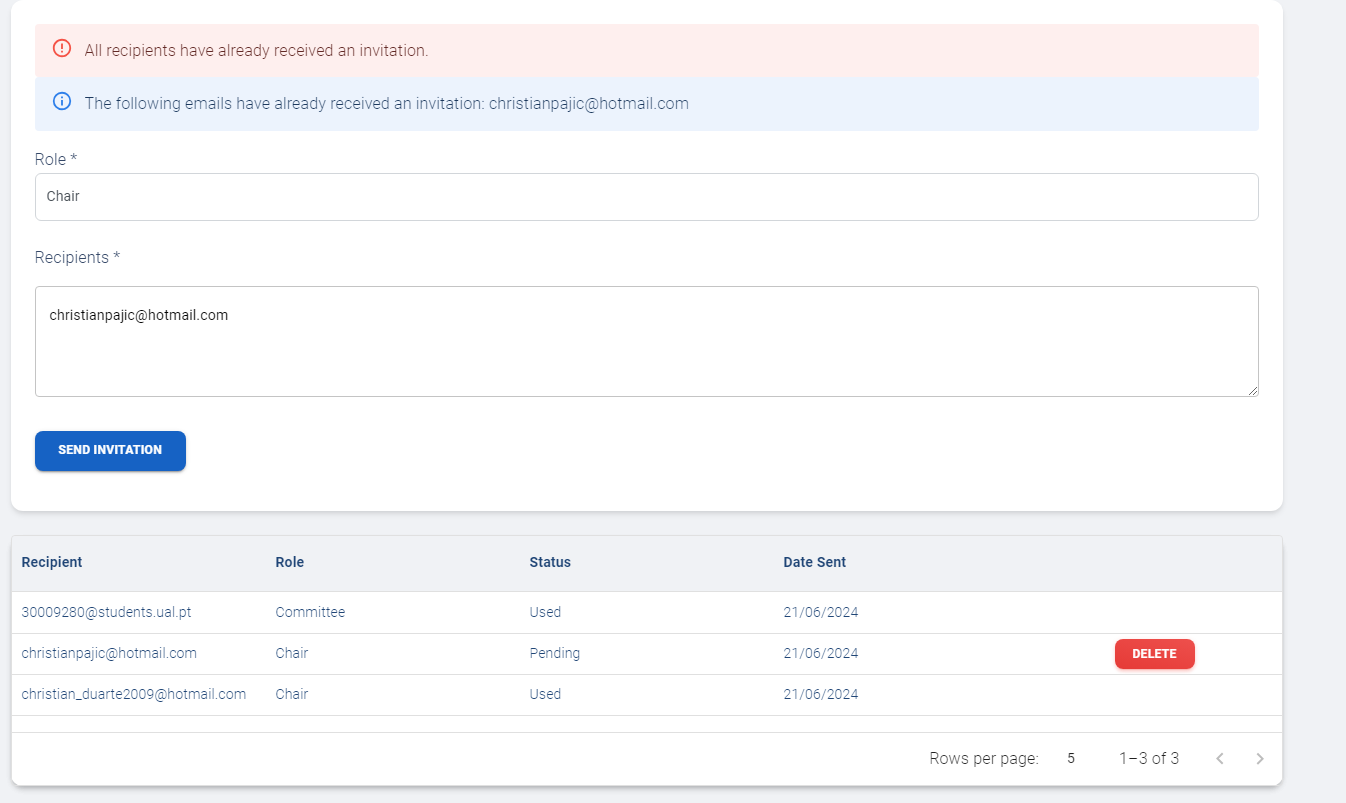 All recipients have already received an invitation.
The following emails have already received an invitation: christianpajic@hotmail.com
Role *
Chair
Recipients *
christianpajic@hotmail.com
SEND INVITATION
Recipient Role Status Date Sent
30009280@students.ual.pt Committee Used 21/06/2024
christianpajic@hotmail.com Chair Pending 21/06/2024 DELETE
christian_duarte2009@hotmail.com Chair Used 21/06/2024
Rows per page: 5 1–3 of 3